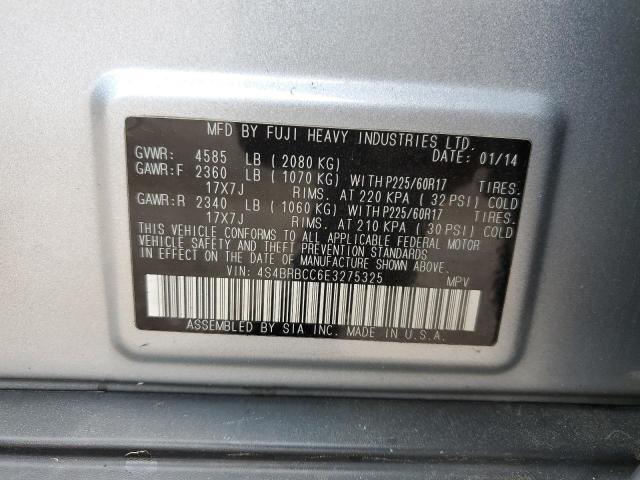 MFD BY FUJI HEAVY INDUSTRIES LTD.
GVWR: 4585 LB ( 2080 KG) DATE: 01/14
GAWR:F 2360 LB ( 1070 KG) WITH P225/60R17 TIRES.
17X7J RIMS. AT 220 KPA ( 32 PSI) COLD
GAWR:R 2340 LB ( 1060 KG) WITH P225/60R17 TIRES.
17X7J RIMS. AT 210 KPA ( 30 PSI) COLD
THIS VEHICLE CONFORMS TO ALL APPLICABLE FEDERAL MOTOR
VEHICLE SAFETY AND THEFT PREVENTION STANDARDS
IN EFFECT ON THE DATE OF MANUFACTURE SHOWN ABOVE.
VIN: 4S4BRBCC6E3275325 MPV
ASSEMBLED BY SIA INC. MADE IN U.S.A.